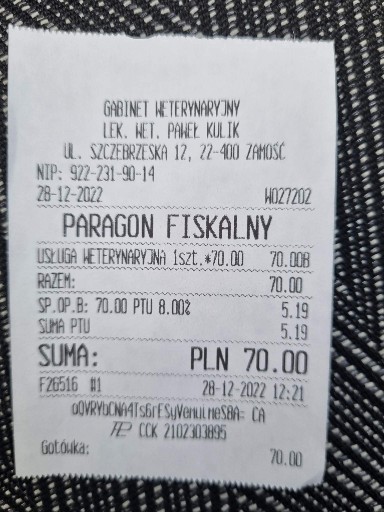 GABINET WETERYNARYJNY
LEK. WET. PAWEŁ KULIK
UL. SZCZEBRZESKA 12, 22-400 ZAMOŚĆ
NIP: 922-231-90-14
28-12-2022 W027202
PARAGON FISKALNY
USŁUGA WETERYNARYJNA 1szt.*70.00 70.00B
RAZEM: 70.00
SP.OP.B: 70.00 PTU 8.00% 5.19
SUMA PTU 5.19
SUMA: PLN 70.00
F26516 #1 28-12-2022 12:21
CCK 2102303895
Gotówka: 70.00